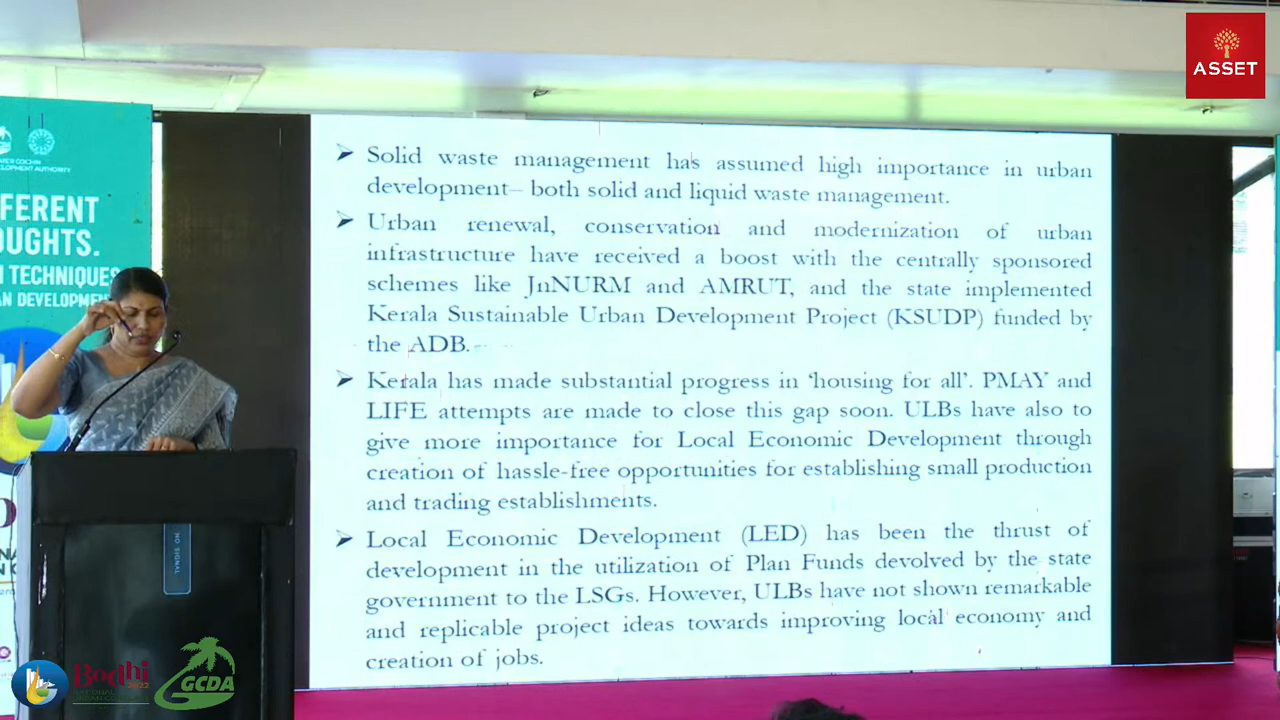 ASSET
DEVELOPMENT AUTHORITY
FERENT
OUGHTS.
TECHNIQUES
AN DEVELOPMEN
➢ Solid waste management has assumed high importance in urban
development– both solid and liquid waste management.
➢ Urban renewal, conservation and modernization of urban
infrastructure have received a boost with the centrally sponsored
schemes like JnNURM and AMRUT, and the state implemented
Kerala Sustainable Urban Development Project (KSUDP) funded by
the ADB.
➢ Kerala has made substantial progress in ‘housing for all’. PMAY and
LIFE attempts are made to close this gap soon. ULBs have also to
give more importance for Local Economic Development through
creation of hassle-free opportunities for establishing small production
and trading establishments.
➢ Local Economic Development (LED) has been the thrust of
development in the utilization of Plan Funds devolved by the state
government to the LSGs. However, ULBs have not shown remarkable
and replicable project ideas towards improving local economy and
creation of jobs.
NO SIGNAL
Bodhi
2022
GCDA